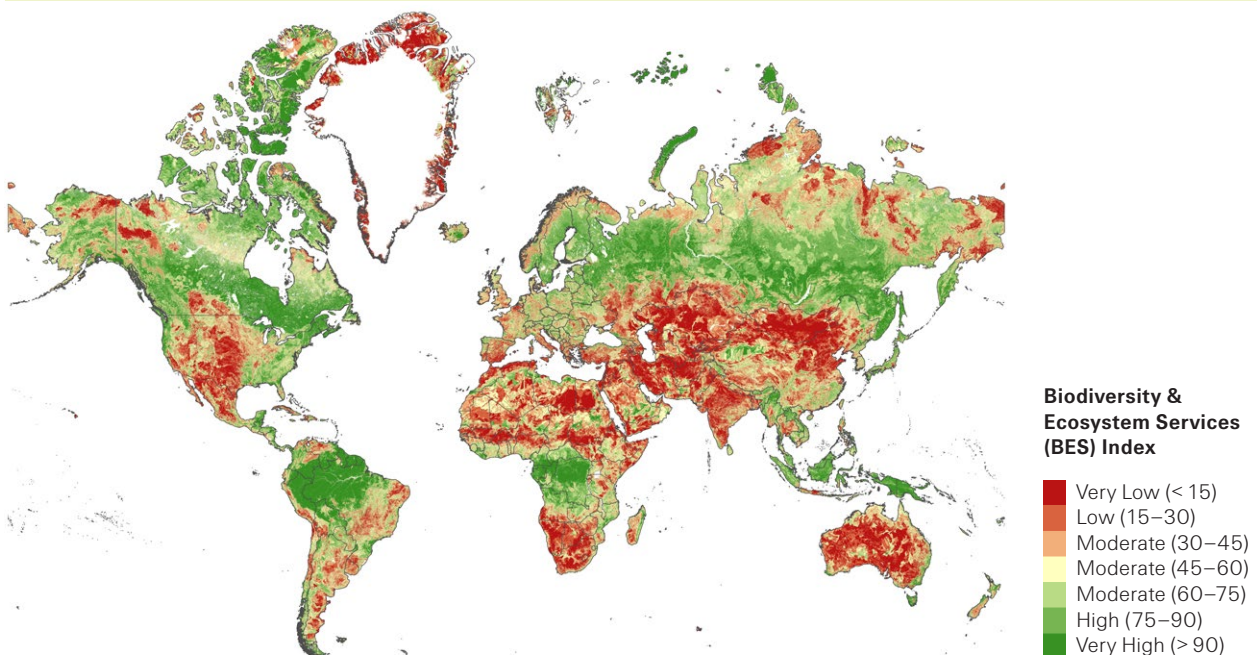 Biodiversity &
Ecosystem Services
(BES) Index
Very Low (< 15)
Low (15–30)
Moderate (30–45)
Moderate (45–60)
Moderate (60–75)
High (75–90)
Very High (> 90)